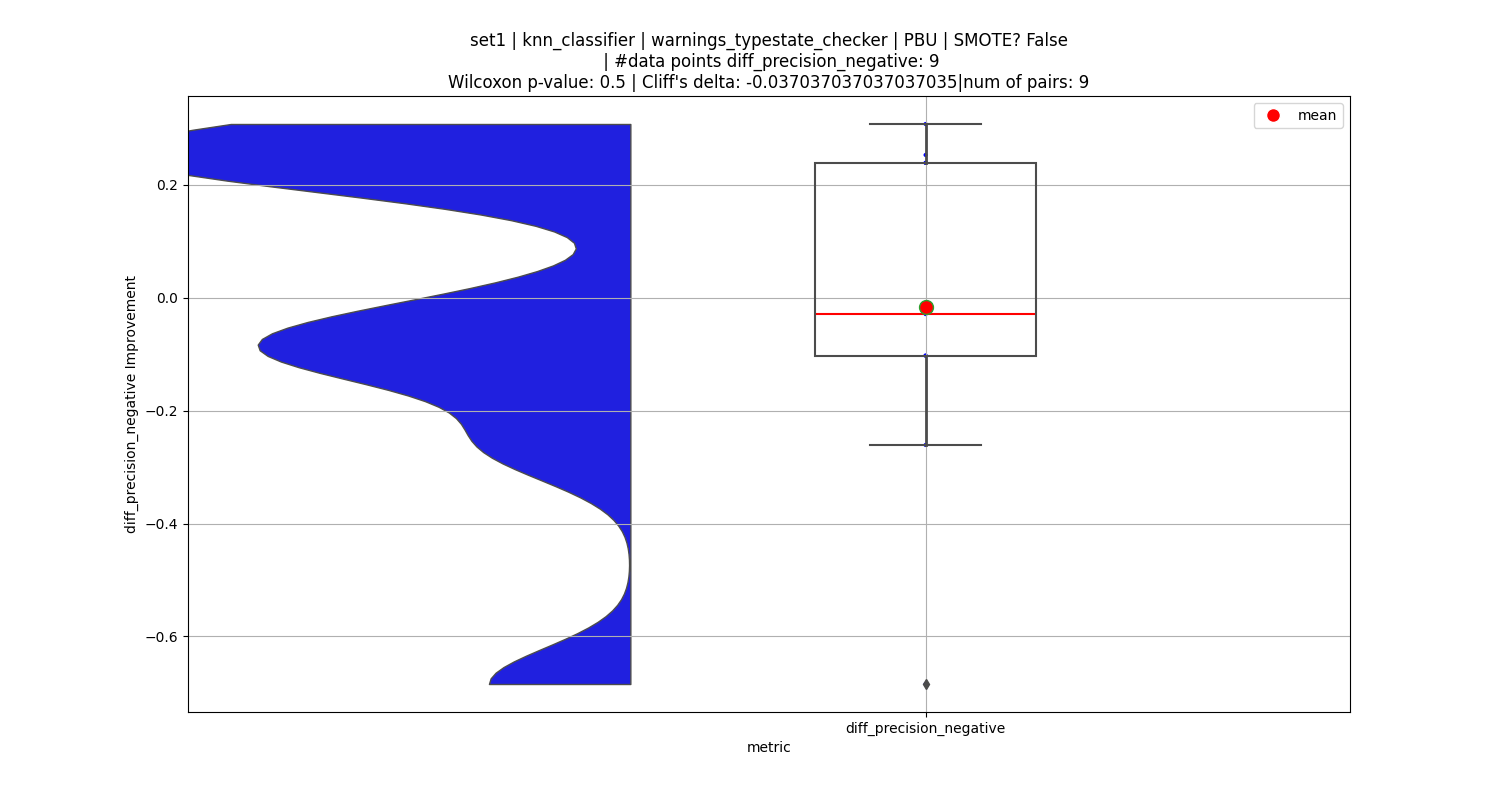 set1 | knn_classifier | warnings_typestate_checker | PBU | SMOTE? False
| #data points diff_precision_negative: 9
Wilcoxon p-value: 0.5 | Cliff's delta: -0.037037037037037035|num of pairs: 9
mean
0.2
0.0
−0.2
−0.4
−0.6
diff_precision_negative Improvement
diff_precision_negative
metric